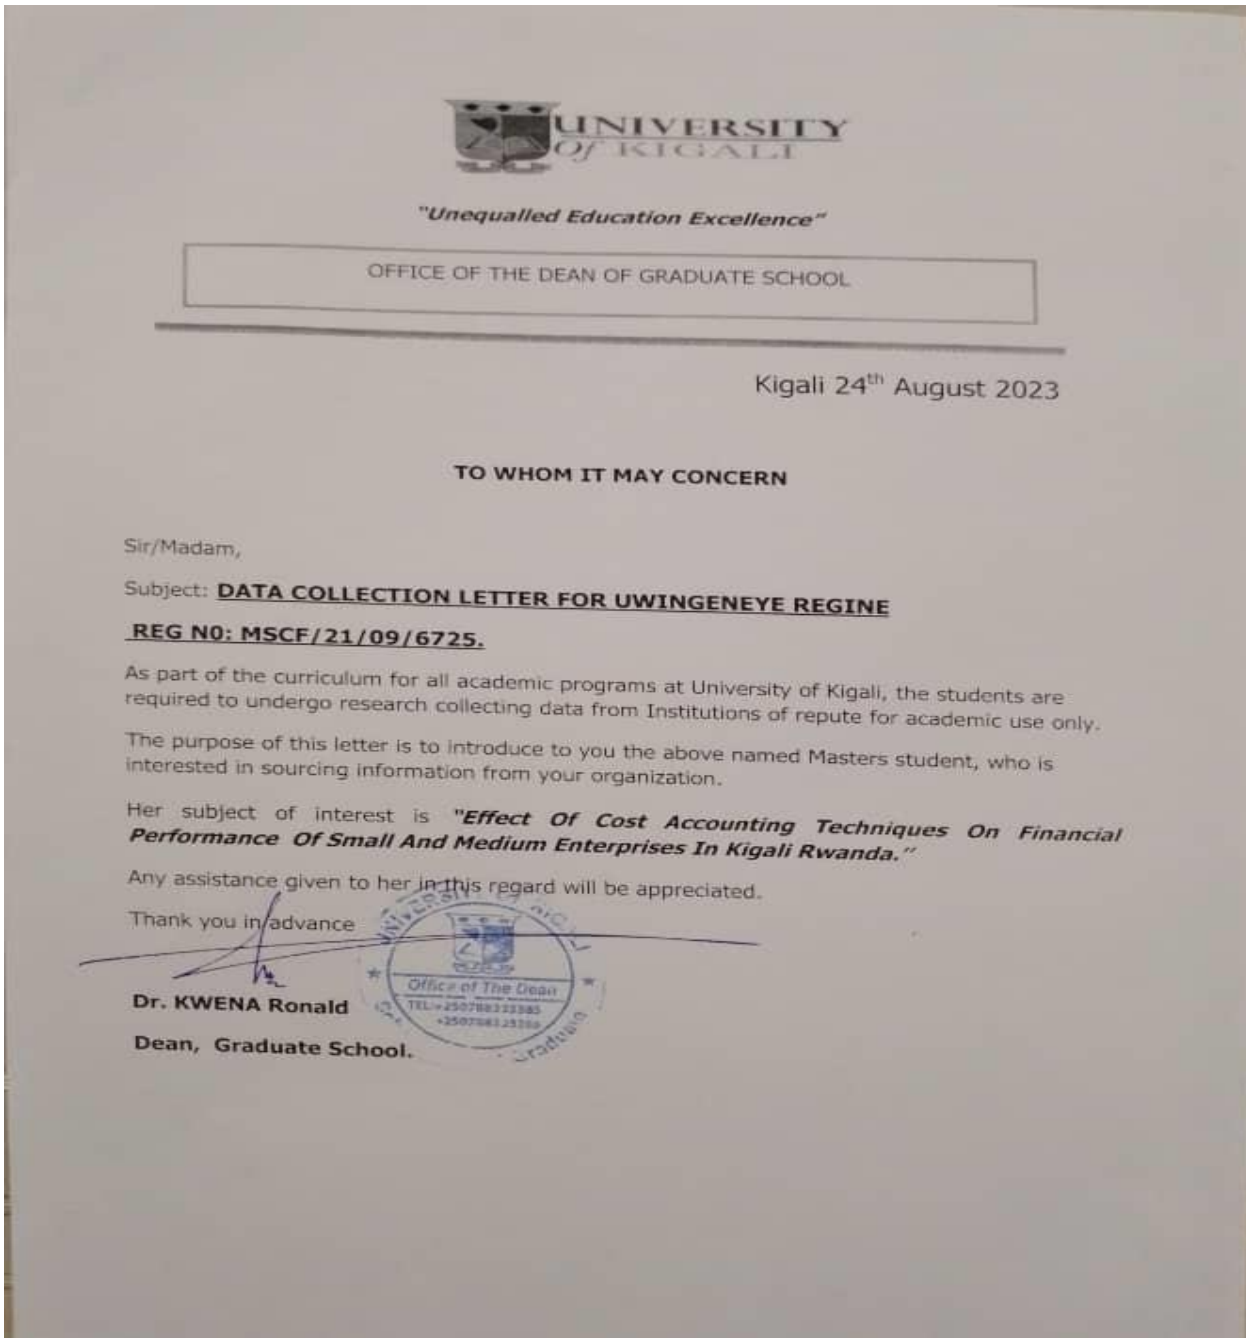 UNIVERSITY
Of KIGALI
"Unequalled Education Excellence"
OFFICE OF THE DEAN OF GRADUATE SCHOOL
Kigali 24th August 2023
TO WHOM IT MAY CONCERN
Sir/Madam,
Subject: DATA COLLECTION LETTER FOR UWINGENEYE REGINE
REG N0: MSCF/21/09/6725.
As part of the curriculum for all academic programs at University of Kigali, the students are
required to undergo research collecting data from Institutions of repute for academic use only.
The purpose of this letter is to introduce to you the above named Masters student, who is
interested in sourcing information from your organization.
Her subject of interest is "Effect Of Cost Accounting Techniques On Financial
Performance Of Small And Medium Enterprises In Kigali Rwanda."
Any assistance given to her in this regard will be appreciated.
Thank you in advance
UNIVERSITY OF KIGALI
Office of The Dean
Graduate
Dr. KWENA Ronald
Dean, Graduate School.